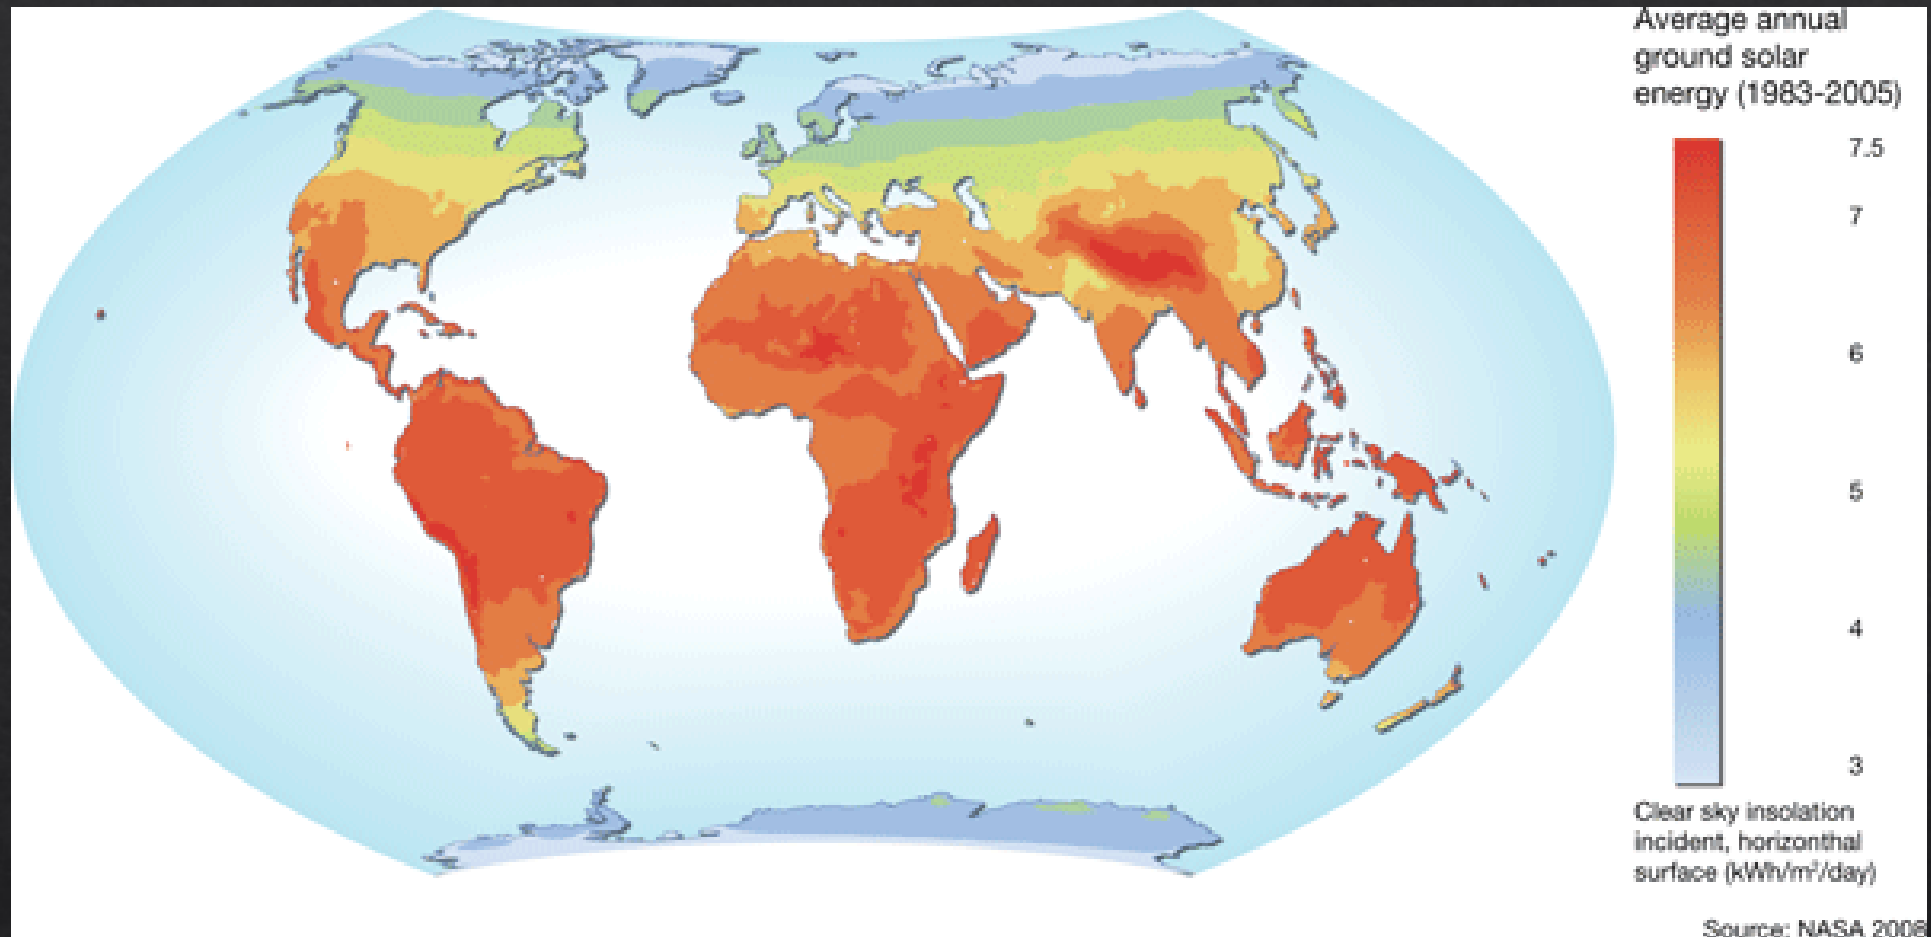 Average annual
ground solar
energy (1983-2005)
7.5
7
6
5
4
3
Clear sky insolation
incident, horizonthal
surface (kWh/m²/day)
Source: NASA 2008